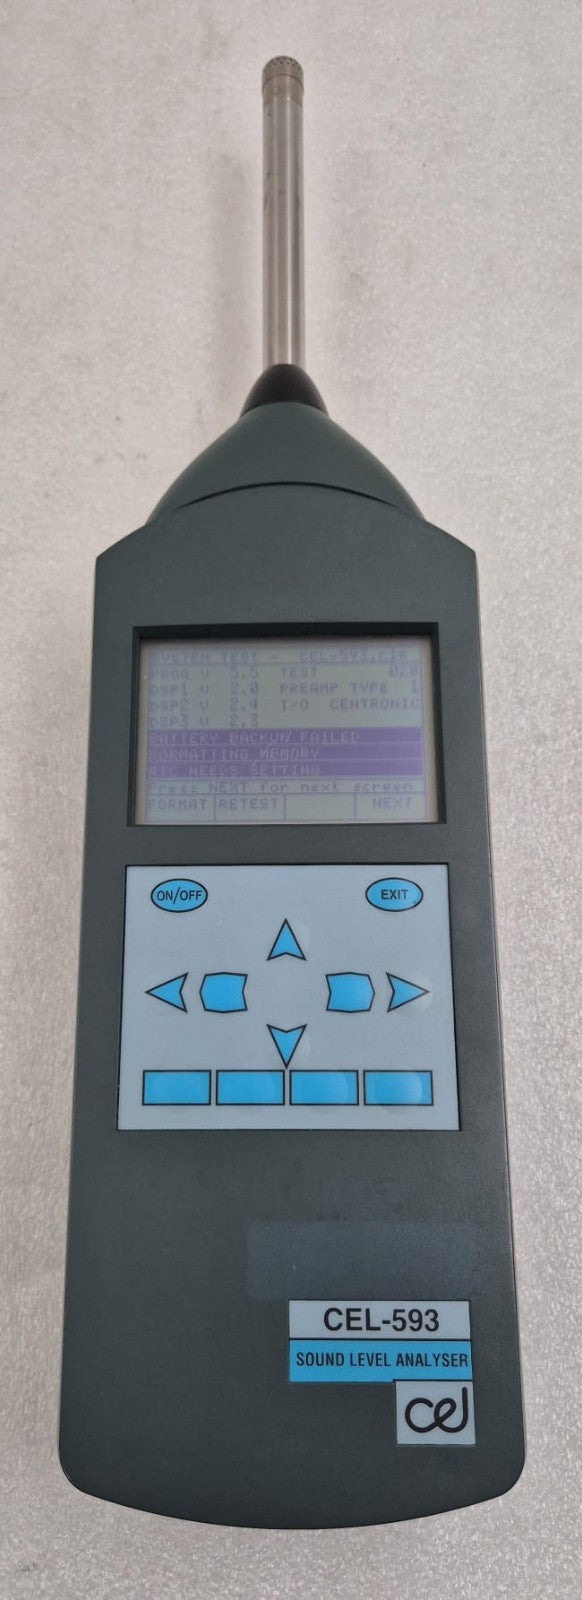 SYSTEM TEST - CEL-593.C1R
PROG V 5.5 TEST 020
DSP1 V 2.0 PREAMP TYPE 1
DSP2 V 2.4 I/O CENTRONIC
DSP3 V 2.3
BATTERY BACKUP FAILED
FORMATTING MEMORY
RTC NEEDS SETTING
Press NEXT for next screen
FORMAT RETEST NEXT
ON/OFF EXIT
CEL-593
SOUND LEVEL ANALYSER
cel